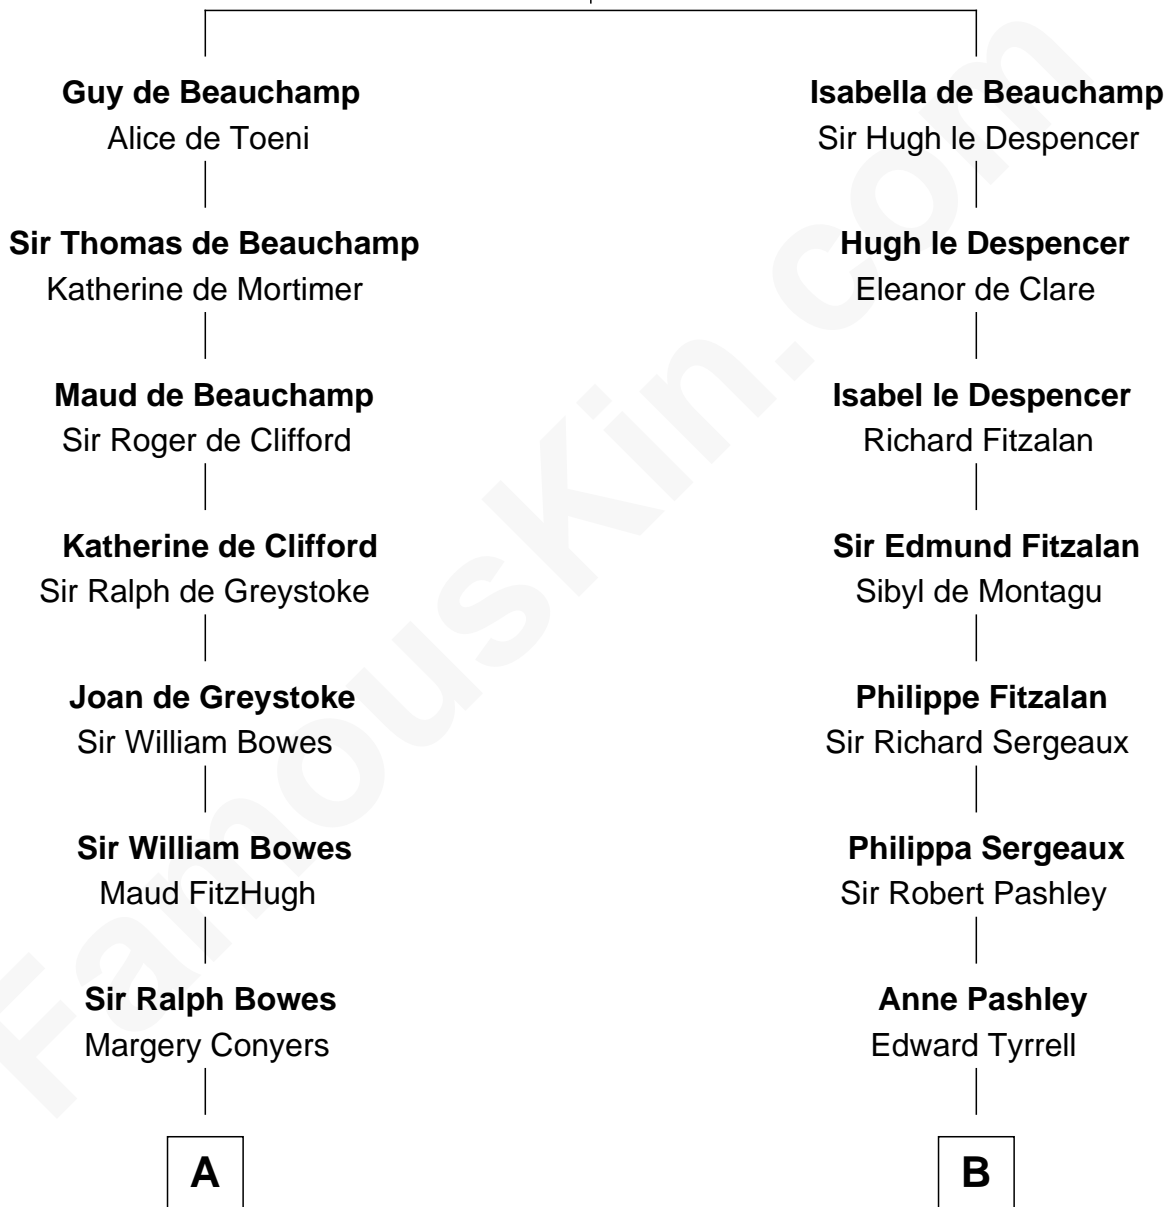 Guy de Beauchamp
Alice de Toeni
Sir Thomas de Beauchamp
Katherine de Mortimer
Maud de Beauchamp
Sir Roger de Clifford
Katherine de Clifford
Sir Ralph de Greystoke
Joan de Greystoke
Sir William Bowes
Sir William Bowes
Maud FitzHugh
Sir Ralph Bowes
Margery Conyers
A
Isabella de Beauchamp
Sir Hugh le Despencer
Hugh le Despencer
Eleanor de Clare
Isabel le Despencer
Richard Fitzalan
Sir Edmund Fitzalan
Sibyl de Montagu
Philippe Fitzalan
Sir Richard Sergeaux
Philippa Sergeaux
Sir Robert Pashley
Anne Pashley
Edward Tyrrell
B
FamousKin.com